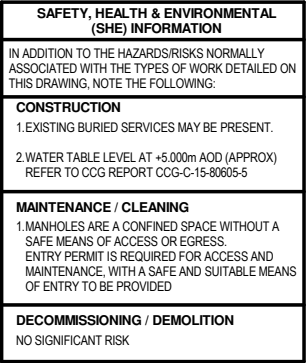 SAFETY, HEALTH & ENVIRONMENTAL
(SHE) INFORMATION
IN ADDITION TO THE HAZARDS/RISKS NORMALLY
ASSOCIATED WITH THE TYPES OF WORK DETAILED ON
THIS DRAWING, NOTE THE FOLLOWING:
CONSTRUCTION
1.EXISTING BURIED SERVICES MAY BE PRESENT.
2.WATER TABLE LEVEL AT +5.000m AOD (APPROX)
REFER TO CCG REPORT CCG-C-15-80605-5
MAINTENANCE / CLEANING
1.MANHOLES ARE A CONFINED SPACE WITHOUT A
SAFE MEANS OF ACCESS OR EGRESS.
ENTRY PERMIT IS REQUIRED FOR ACCESS AND
MAINTENANCE, WITH A SAFE AND SUITABLE MEANS
OF ENTRY TO BE PROVIDED
DECOMMISSIONING / DEMOLITION
NO SIGNIFICANT RISK